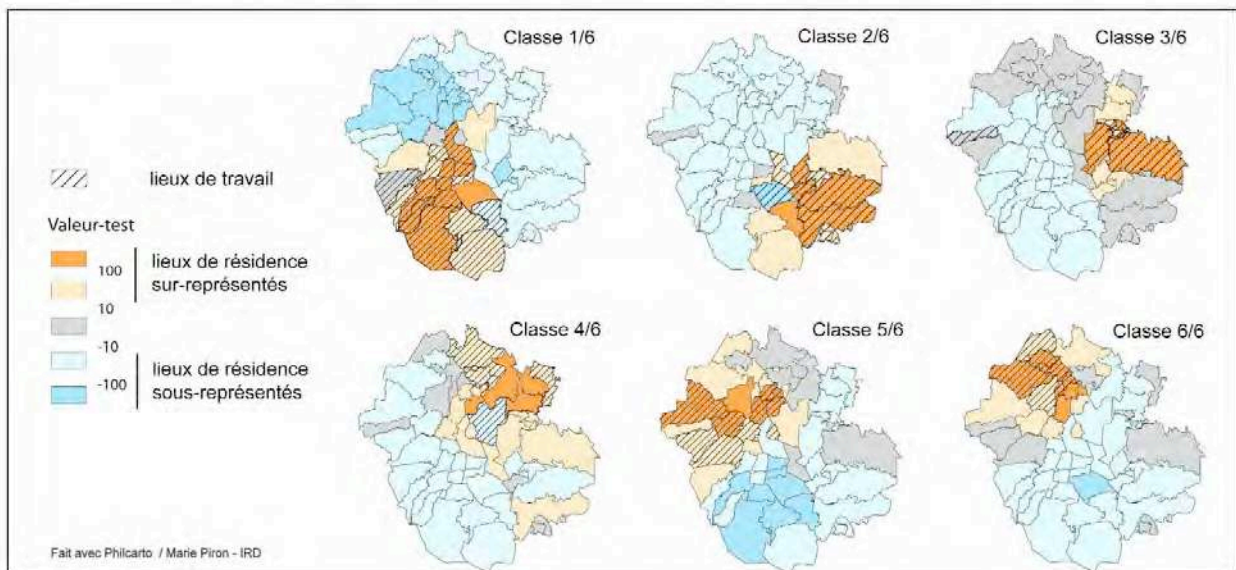 Classe 1/6
Classe 2/6
Classe 3/6
lieux de travail
Valeur-test
100
10
-10
-100
lieux de résidence
sur-représentés
lieux de résidence
sous-représentés
Classe 4/6
Classe 5/6
Classe 6/6
Fait avec Philcarto / Marie Piron - IRD